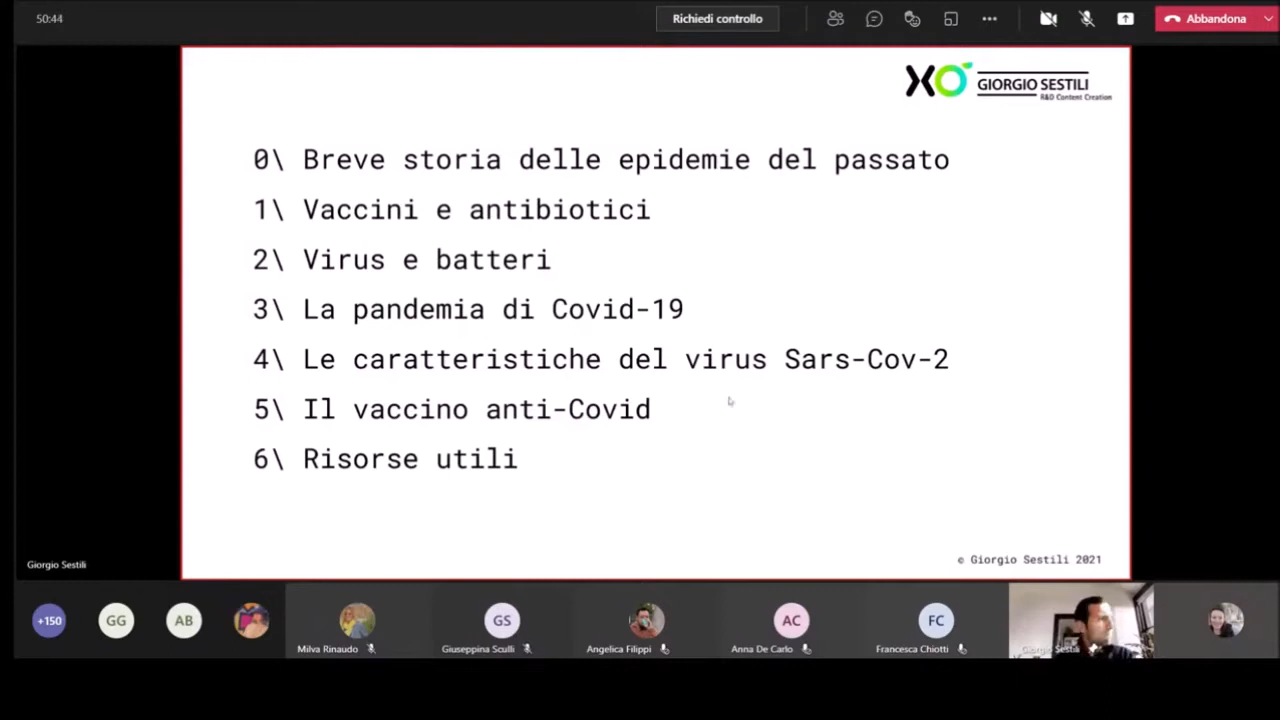 50:44
Richiedi controllo
Abbandona
XO
GIORGIO SESTILI
R&D Content Creation
0\ Breve storia delle epidemie del passato
1\ Vaccini e antibiotici
2\ Virus e batteri
3\ La pandemia di Covid-19
4\ Le caratteristiche del virus Sars-Cov-2
5\ Il vaccino anti-Covid
6\ Risorse utili
© Giorgio Sestili 2021
Giorgio Sestili
+150
GG
AB
Milva Rinaudo
GS
Giuseppina Sculli
Angelica Filippi
AC
Anna De Carlo
FC
Francesca Chiotti
Giorgio Sestili